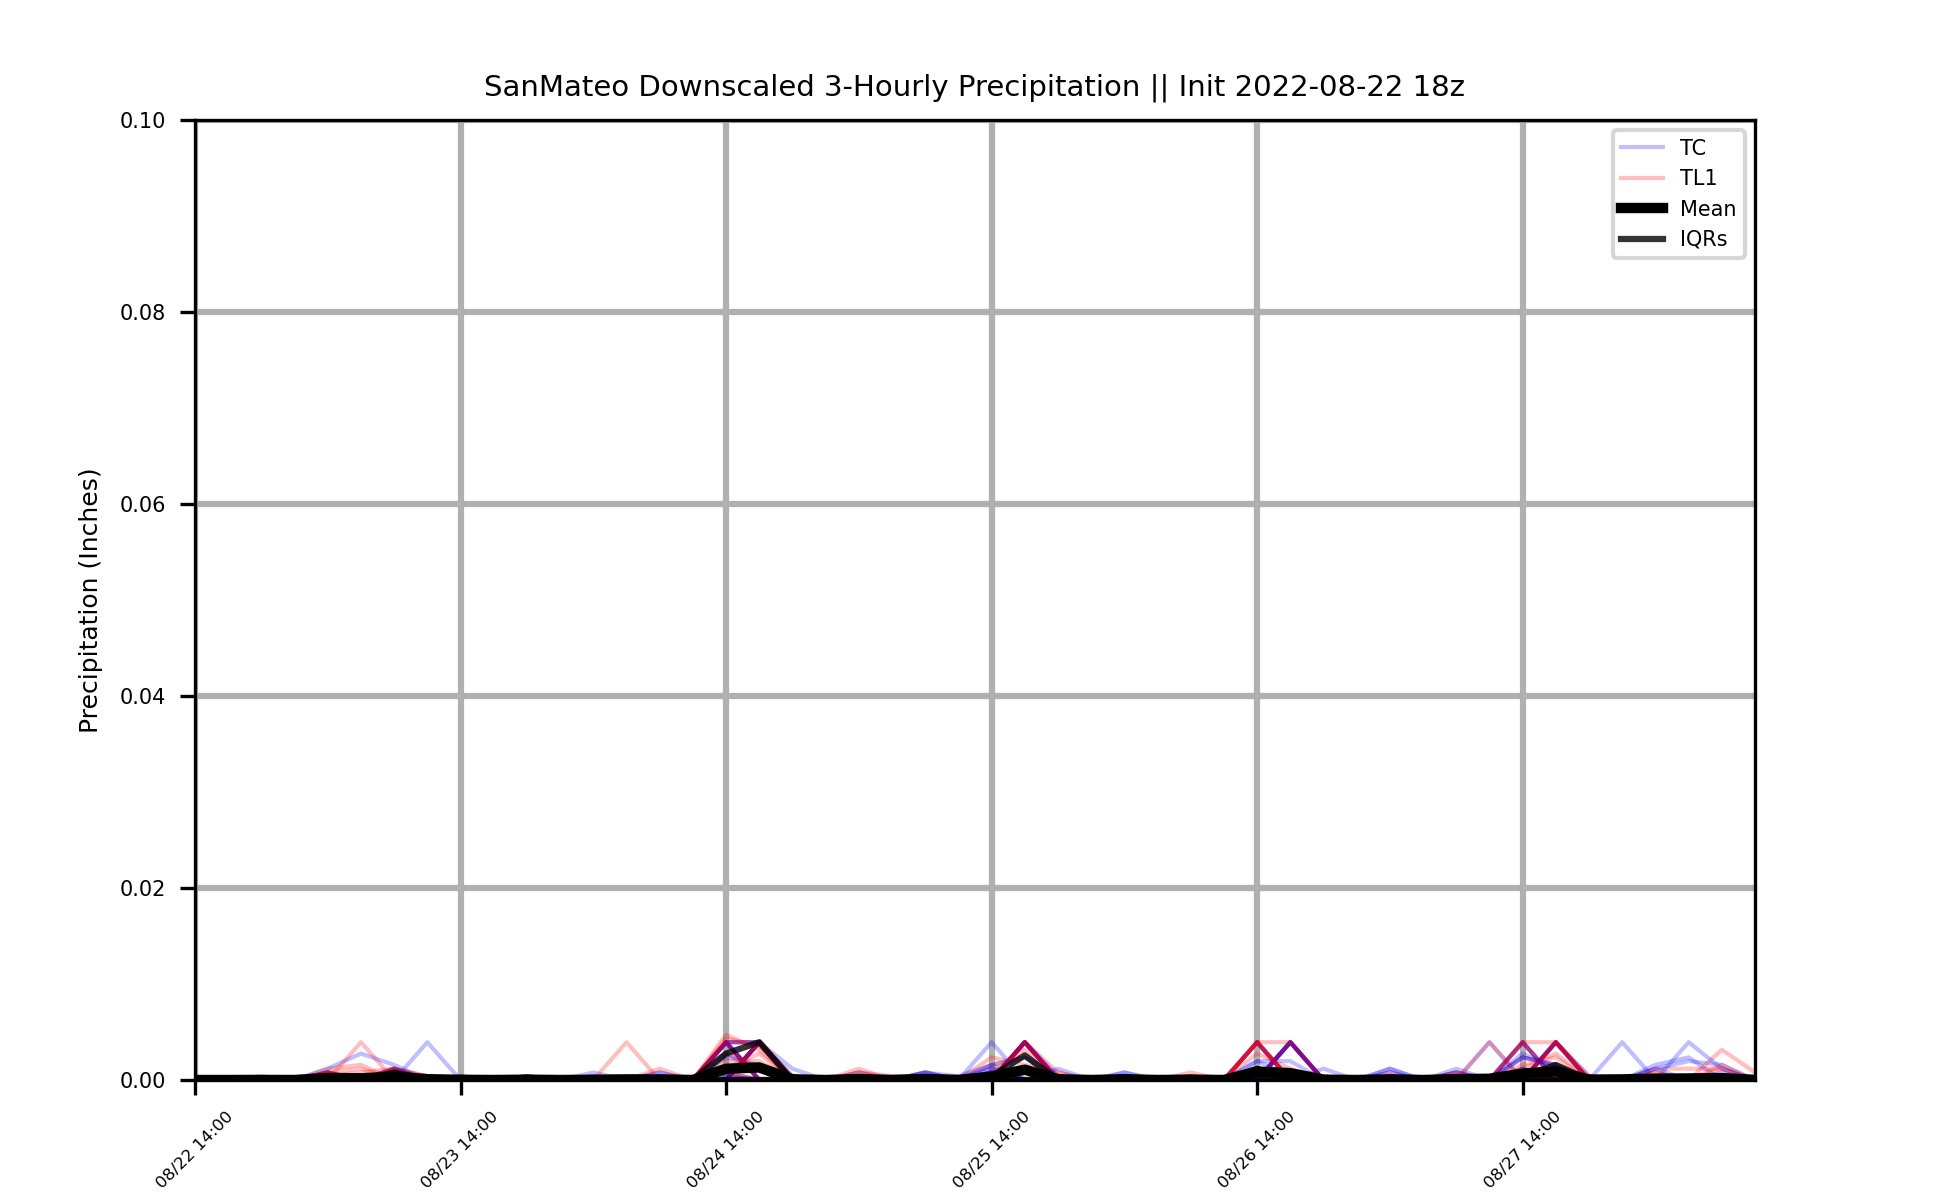 SanMateo Downscaled 3-Hourly Precipitation || Init 2022-08-22 18z
TC
TL1
Mean
IQRs
Precipitation (Inches)
0.10
0.08
0.06
0.04
0.02
0.00
08/22 14:00
08/23 14:00
08/24 14:00
08/25 14:00
08/26 14:00
08/27 14:00